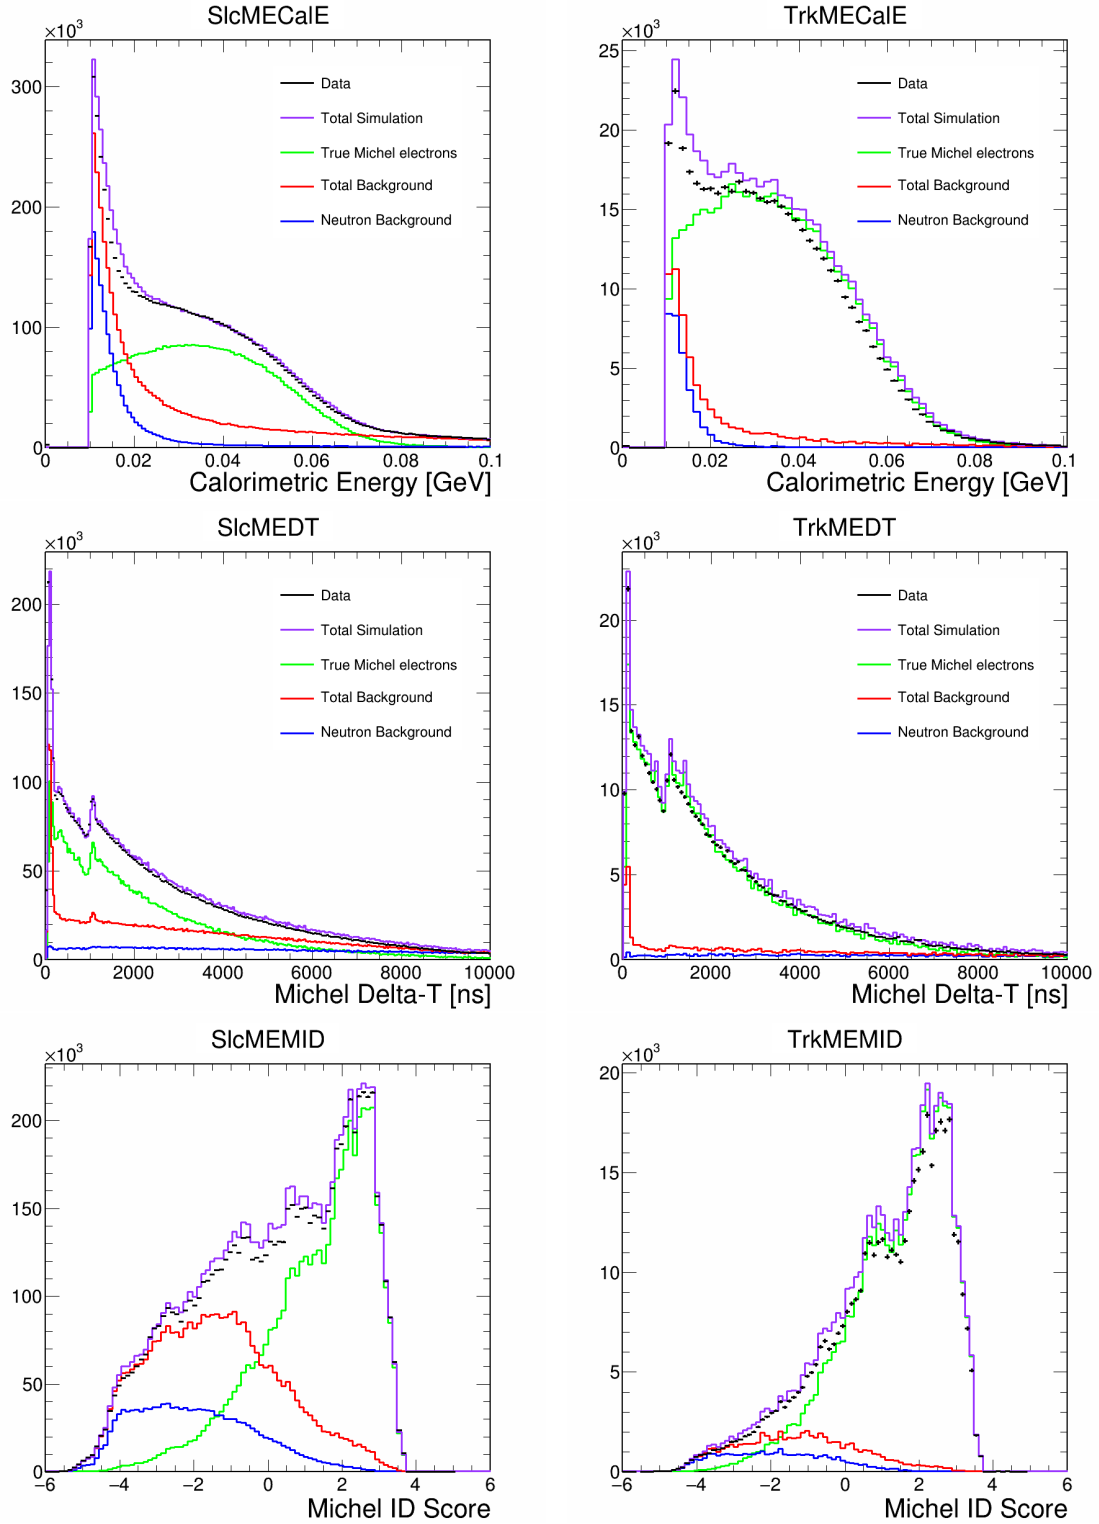 SlcMECalE
×10³
300
200
100
0
0
0.02
0.04
0.06
0.08
0.1
Calorimetric Energy [GeV]
Data
Total Simulation
True Michel electrons
Total Background
Neutron Background
TrkMECalE
×10³
25
20
15
10
5
0
0
0.02
0.04
0.06
0.08
0.1
Calorimetric Energy [GeV]
Data
Total Simulation
True Michel electrons
Total Background
Neutron Background
SlcMEDT
×10³
200
150
100
50
0
0
2000
4000
6000
8000
10000
Michel Delta-T [ns]
Data
Total Simulation
True Michel electrons
Total Background
Neutron Background
TrkMEDT
×10³
20
15
10
5
0
0
2000
4000
6000
8000
10000
Michel Delta-T [ns]
Data
Total Simulation
True Michel electrons
Total Background
Neutron Background
SlcMEMID
×10³
200
150
100
50
0
−6
−4
−2
0
2
4
6
Michel ID Score
TrkMEMID
×10³
20
15
10
5
0
−6
−4
−2
0
2
4
6
Michel ID Score